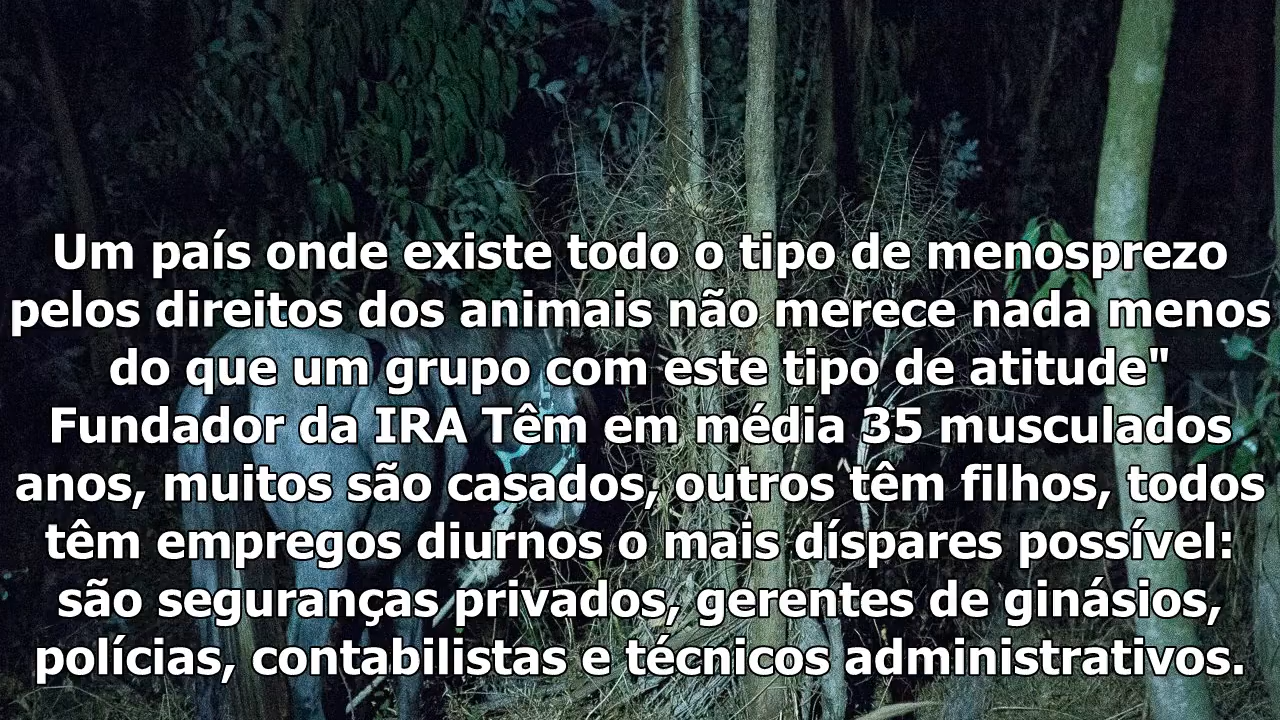 Um país onde existe todo o tipo de menosprezo
pelos direitos dos animais não merece nada menos
do que um grupo com este tipo de atitude"
Fundador da IRA Têm em média 35 musculados
anos, muitos são casados, outros têm filhos, todos
têm empregos diurnos o mais díspares possível:
são seguranças privados, gerentes de ginásios,
polícias, contabilistas e técnicos administrativos.